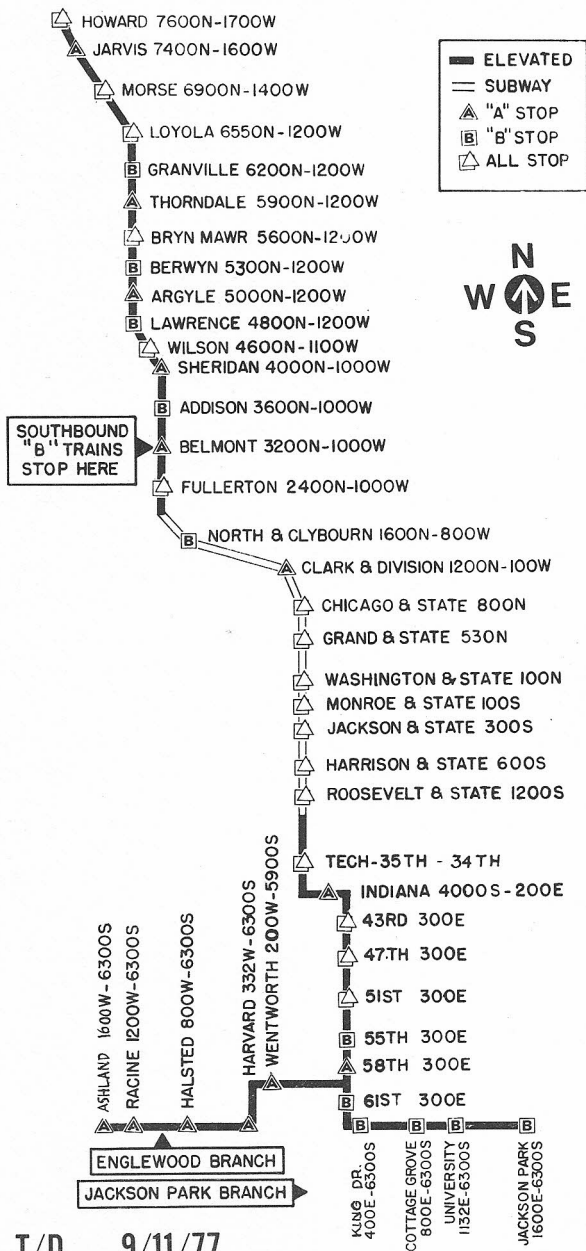 HOWARD 7600N-1700W
JARVIS 7400N-1600W
MORSE 6900N-1400W
LOYOLA 6550N-1200W
B GRANVILLE 6200N-1200W
A THORNDALE 5900N-1200W
BRYN MAWR 5600N-1200W
B BERWYN 5300N-1200W
A ARGYLE 5000N-1200W
B LAWRENCE 4800N-1200W
WILSON 4600N-1100W
A SHERIDAN 4000N-1000W
B ADDISON 3600N-1000W
A BELMONT 3200N-1000W
FULLERTON 2400N-1000W
B NORTH & CLYBOURN 1600N-800W
A CLARK & DIVISION 1200N-100W
CHICAGO & STATE 800N
GRAND & STATE 530N
WASHINGTON & STATE 100N
MONROE & STATE 100S
JACKSON & STATE 300S
HARRISON & STATE 600S
ROOSEVELT & STATE 1200S
TECH-35TH - 34TH
A INDIANA 4000S-200E
43RD 300E
47TH 300E
51ST 300E
B 55TH 300E
A 58TH 300E
B 61ST 300E
ELEVATED
SUBWAY
A "A" STOP
B "B" STOP
ALL STOP
N
W E
S
SOUTHBOUND
"B" TRAINS
STOP HERE
A ASHLAND 1600W-6300S
A RACINE 1200W-6300S
A HALSTED 800W-6300S
A HARVARD 332W-6300S
A WENTWORTH 200W-5900S
ENGLEWOOD BRANCH
JACKSON PARK BRANCH
B KING DR.
400E-6300S
B COTTAGE GROVE
800E-6300S
B UNIVERSITY
1132E-6300S
B JACKSON PARK
1600E-6300S
T/D 9/11/77